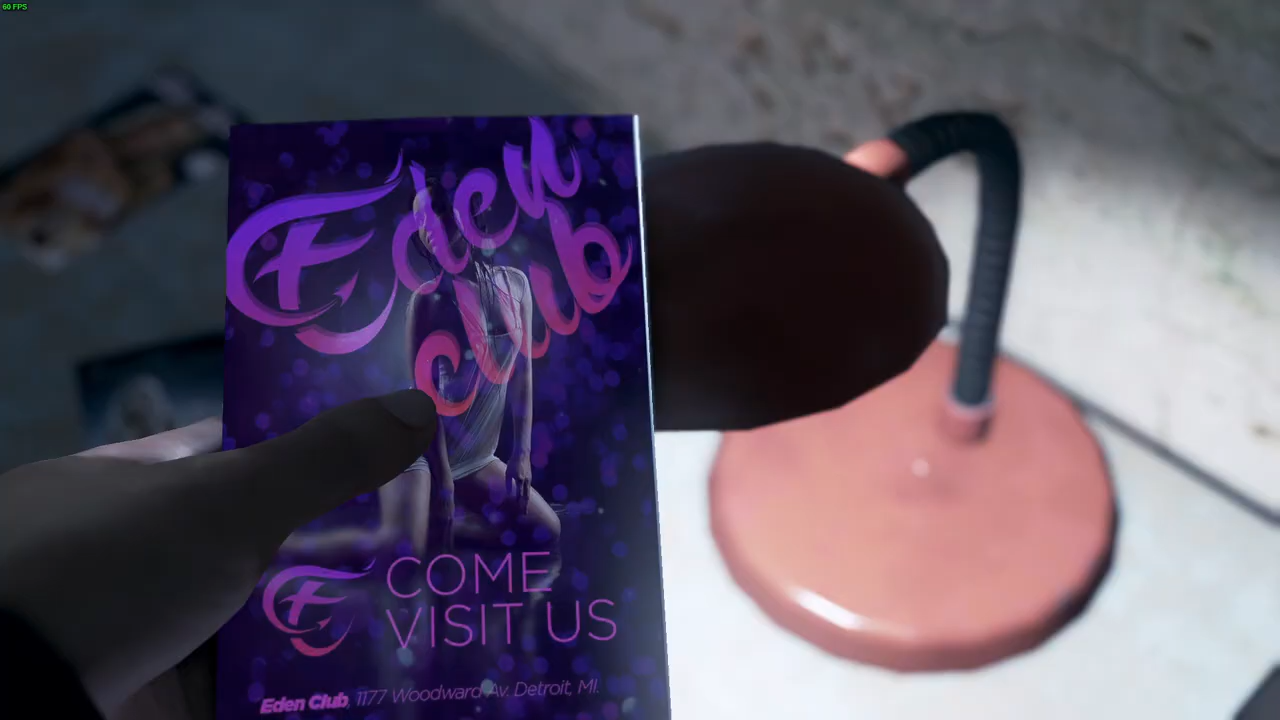 60 FPS
Eden
club
COME
VISIT US
Eden Club, 1177 Woodward Av. Detroit, MI.